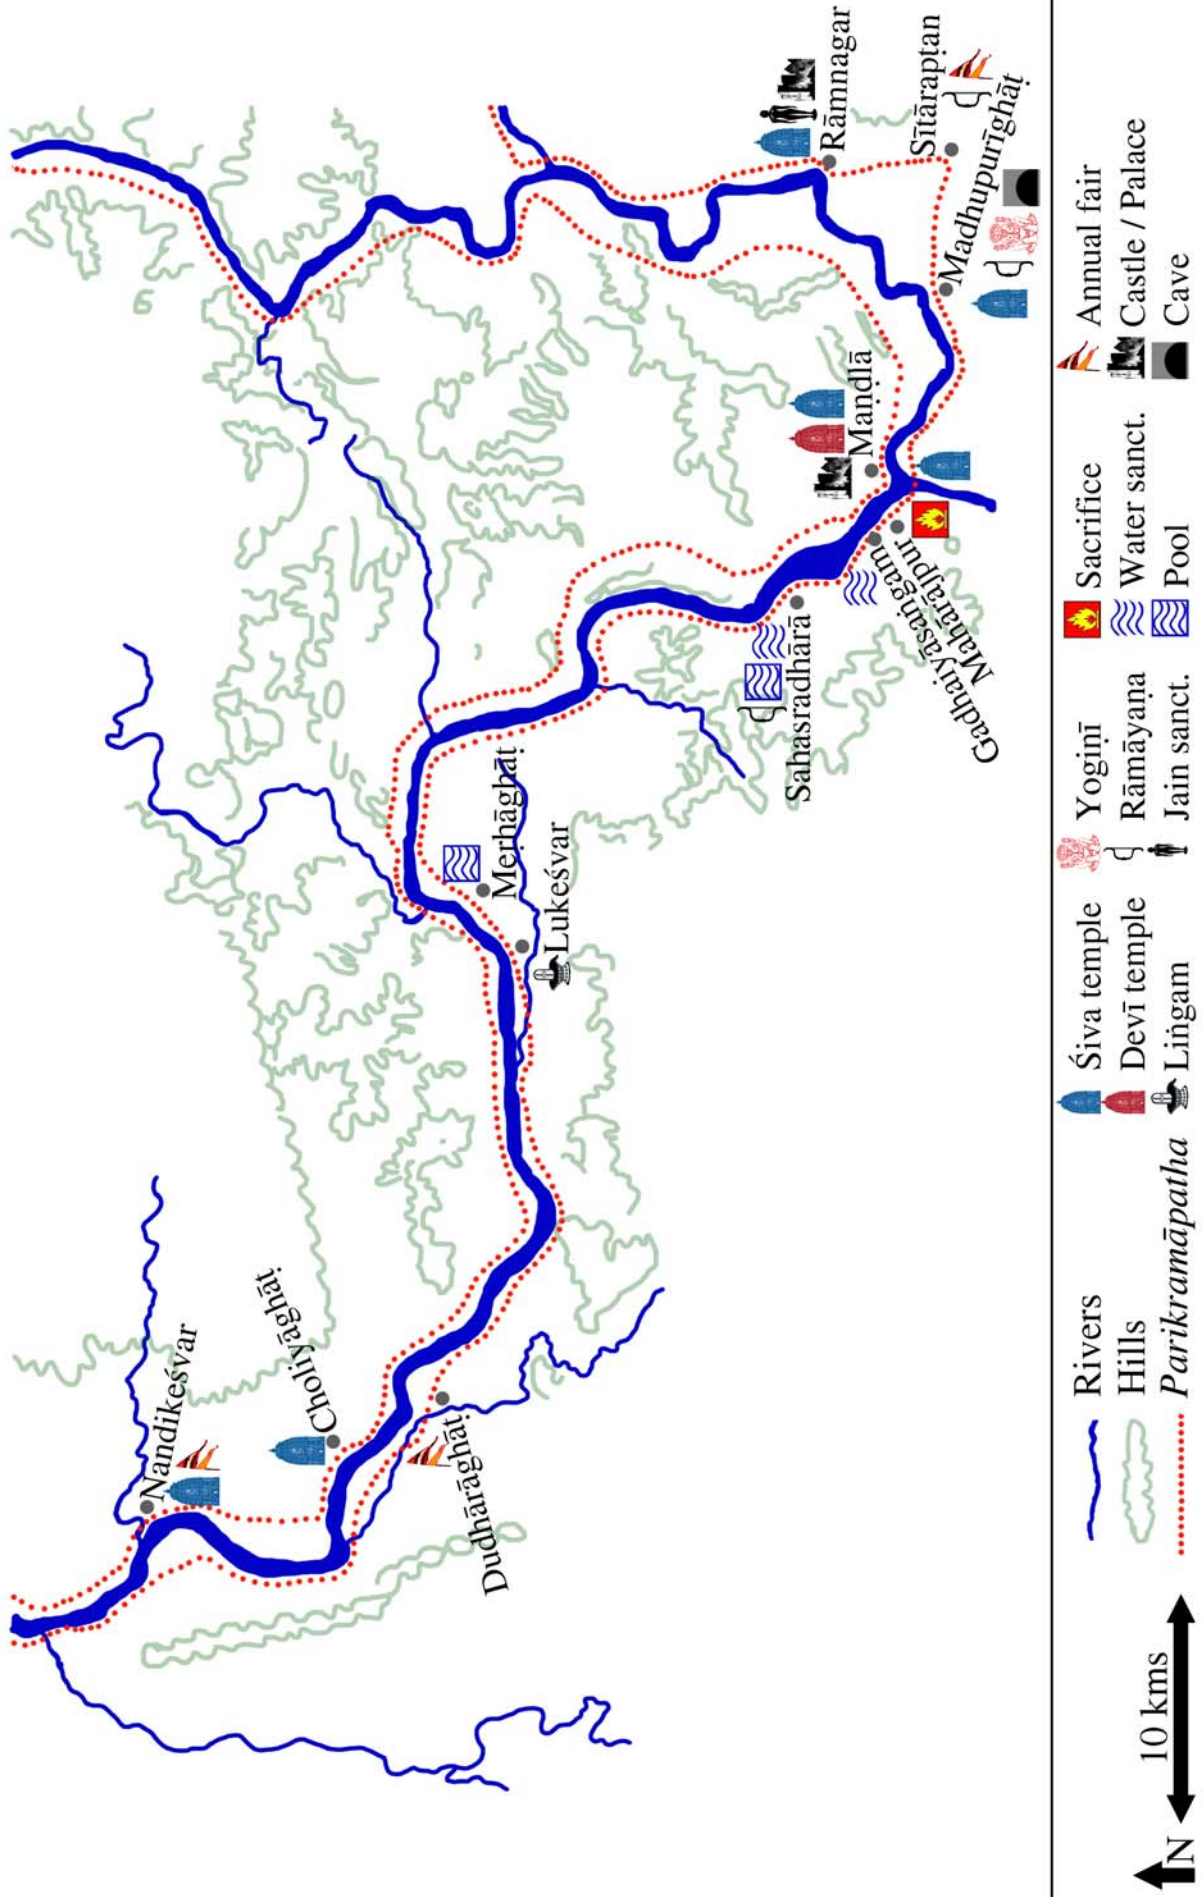 Nandikeśvar
Choliyāghāṭ
Dudhārāghāṭ
Meṛhāghāṭ
Lukeśvar
Sahasradhārā
Gadhaiyāsaṅgam
Mahārājpur
Maṇḍlā
Madhupurīghāṭ
Sītārapṭan
Rāmnagar
N
10 kms
Rivers
Hills
Parikramāpatha
Śiva temple
Devī temple
Liṅgam
Yoginī
Rāmāyaṇa
Jain sanct.
Sacrifice
Water sanct.
Pool
Annual fair
Castle / Palace
Cave